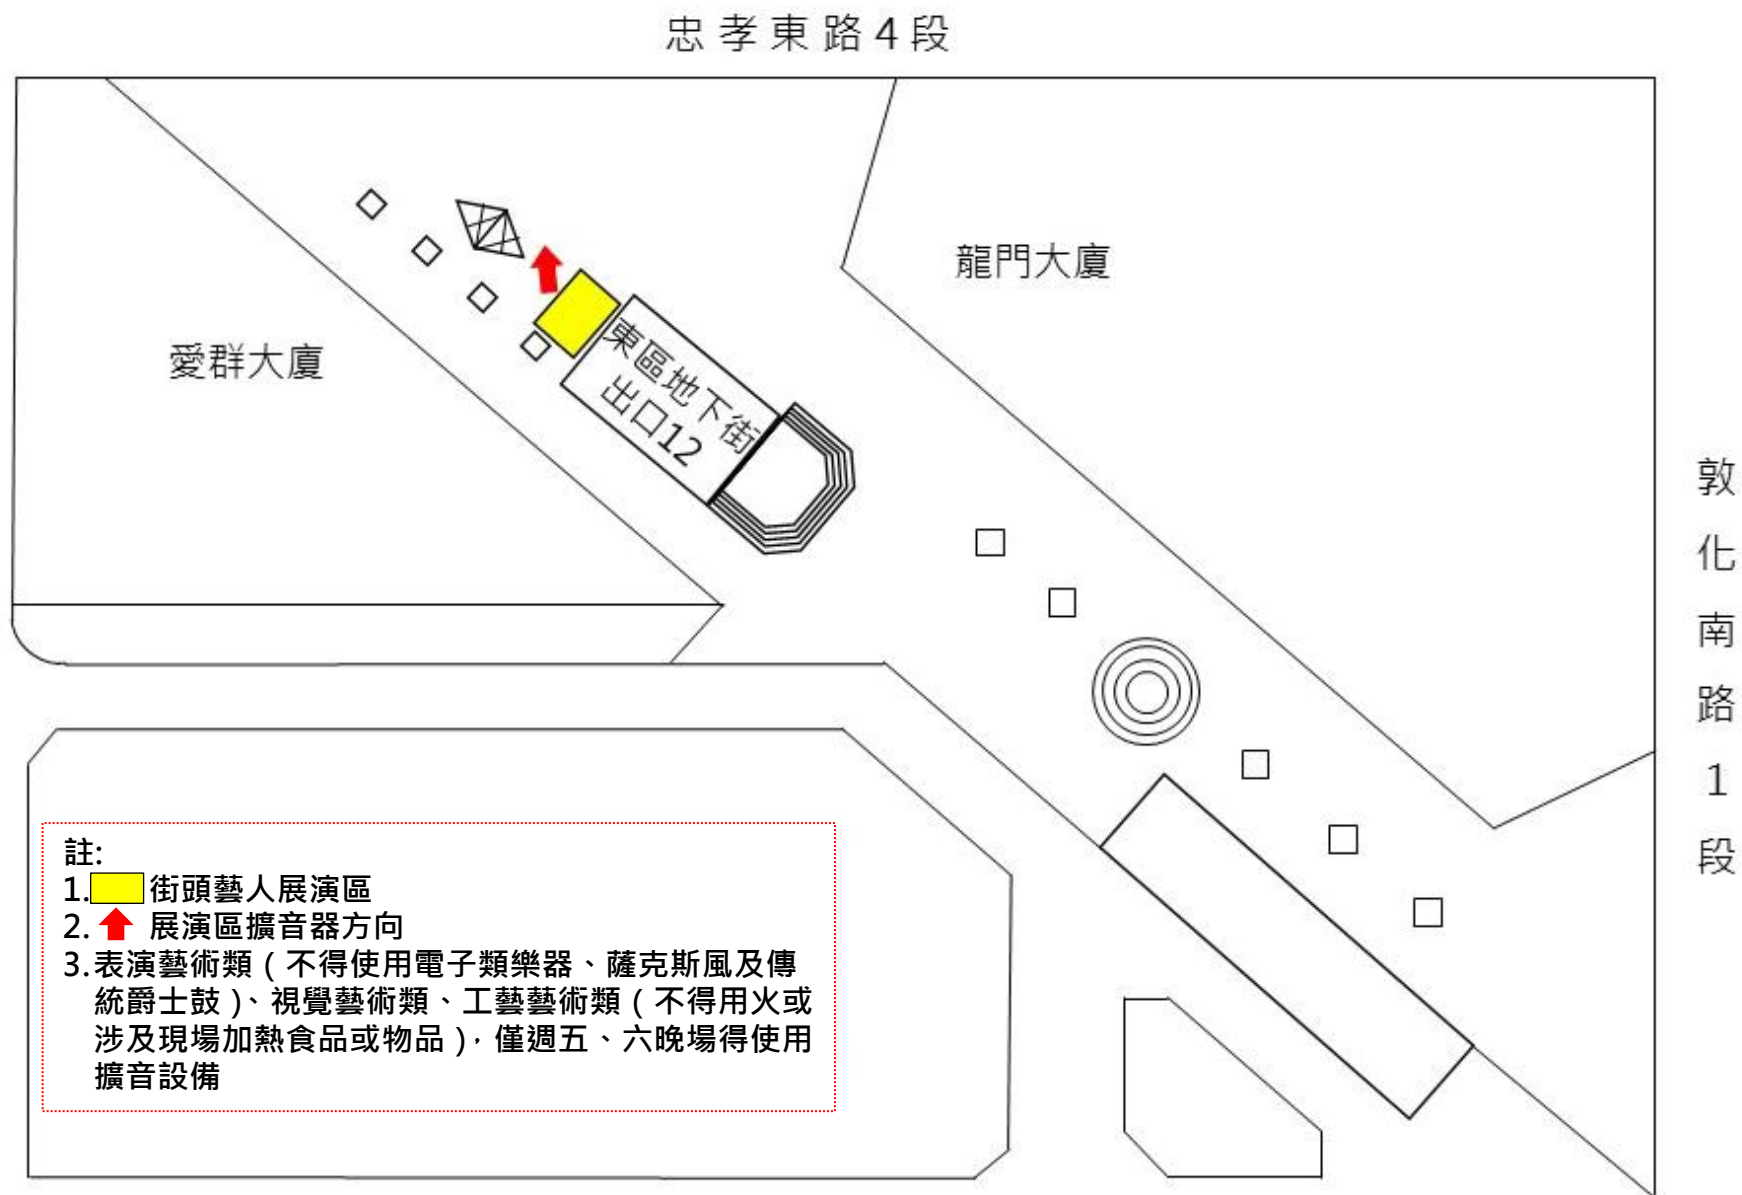 忠孝東路4段
龍門大廈
愛群大廈
東區地下街
出口12
敦化南路1段
註:
1. 街頭藝人展演區
2. 展演區擴音器方向
3.表演藝術類(不得使用電子類樂器、薩克斯風及傳
統爵士鼓)、視覺藝術類、工藝藝術類(不得用火或
涉及現場加熱食品或物品),僅週五、六晚場得使用
擴音設備